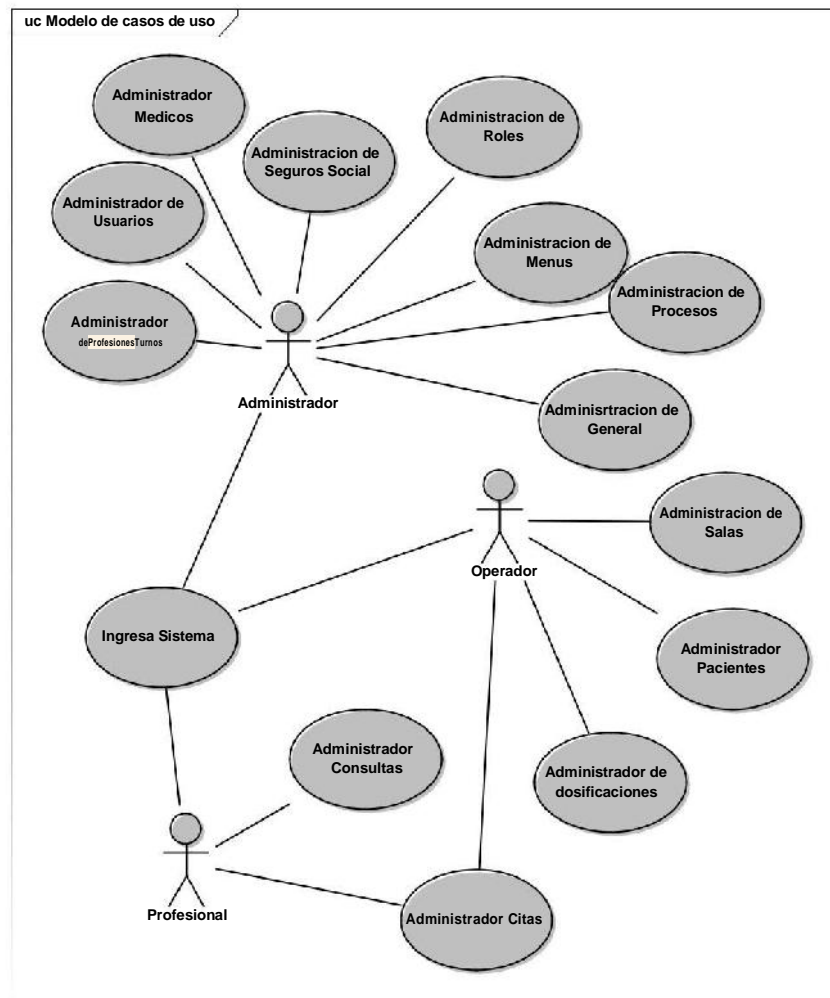 uc Modelo de casos de uso
Administrador
Medicos
Administracion de
Seguros Social
Administracion de
Roles
Administrador de
Usuarios
Administracion de
Menus
Administracion de
Procesos
Administrador
deProfesionesTurnos
Administrador
Adminisrtracion de
General
Administracion de
Salas
Operador
Ingresa Sistema
Administrador
Pacientes
Administrador
Consultas
Administrador de
dosificaciones
Profesional
Administrador Citas